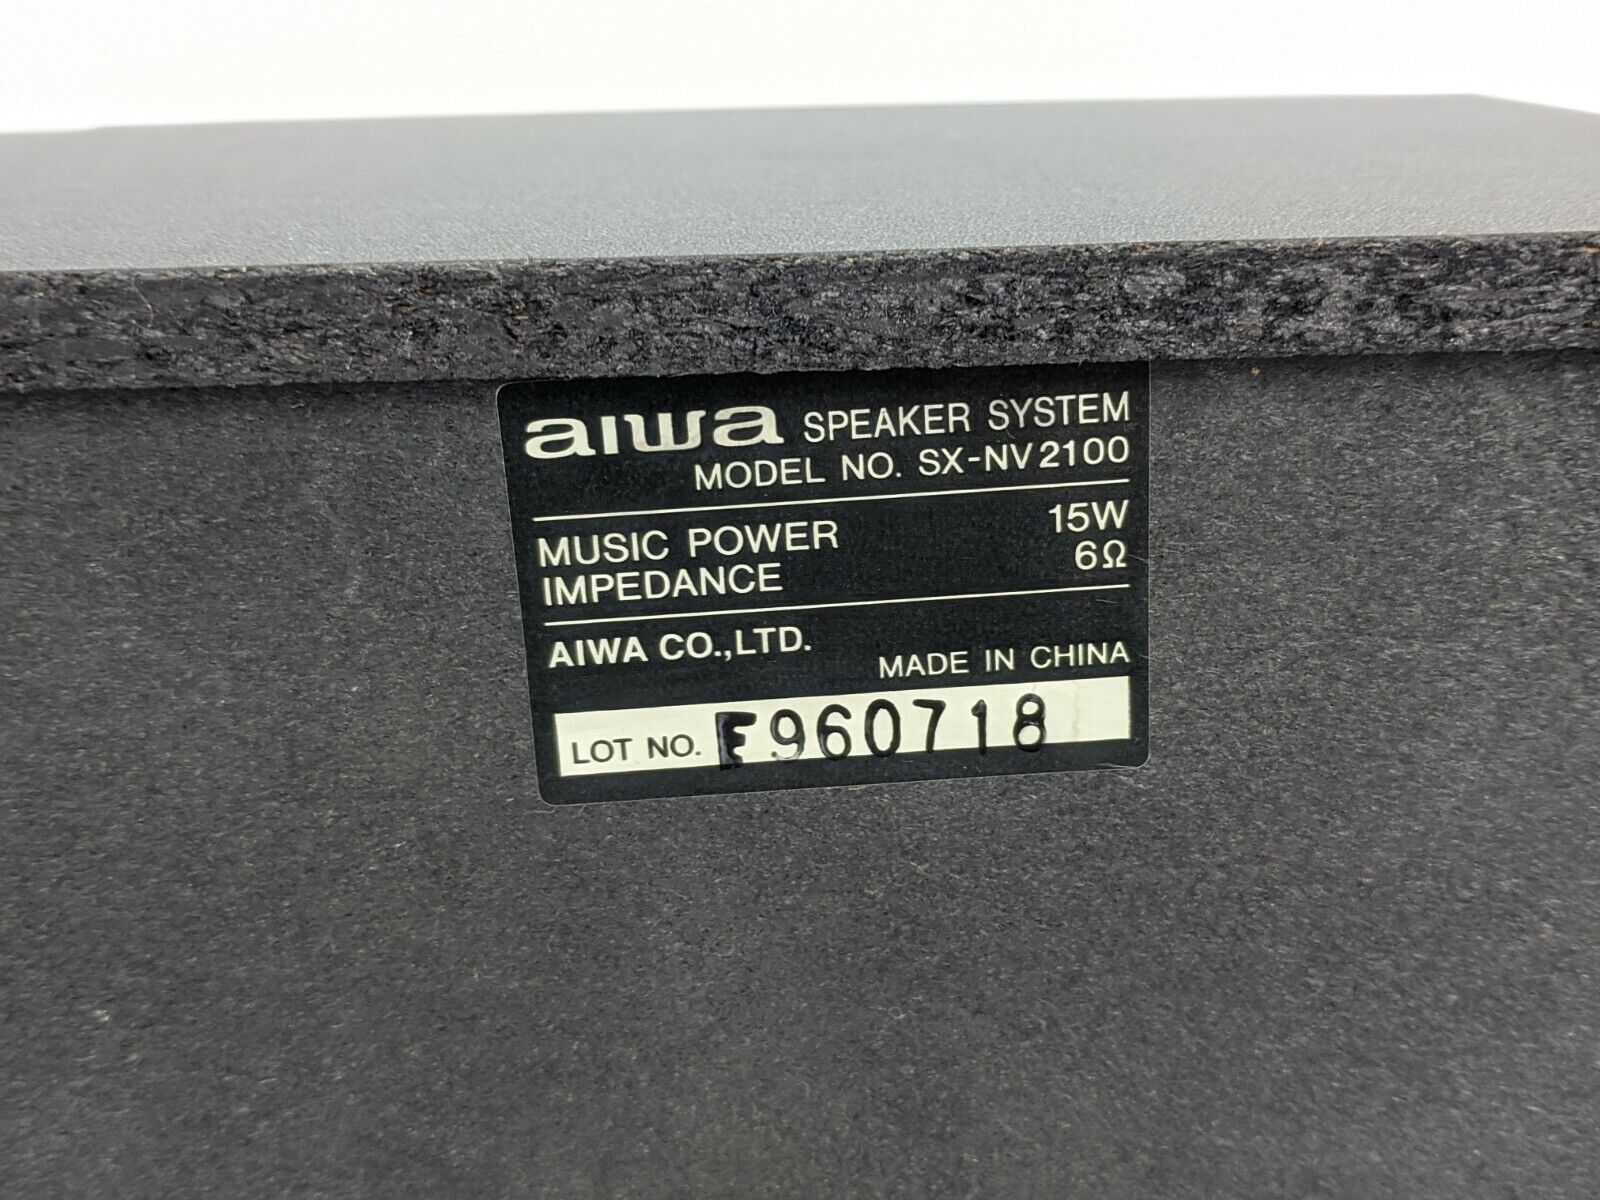 aiwa SPEAKER SYSTEM
MODEL NO. SX-NV2100
MUSIC POWER 15W
IMPEDANCE 6Ω
AIWA CO.,LTD.
MADE IN CHINA
LOT NO. F960718